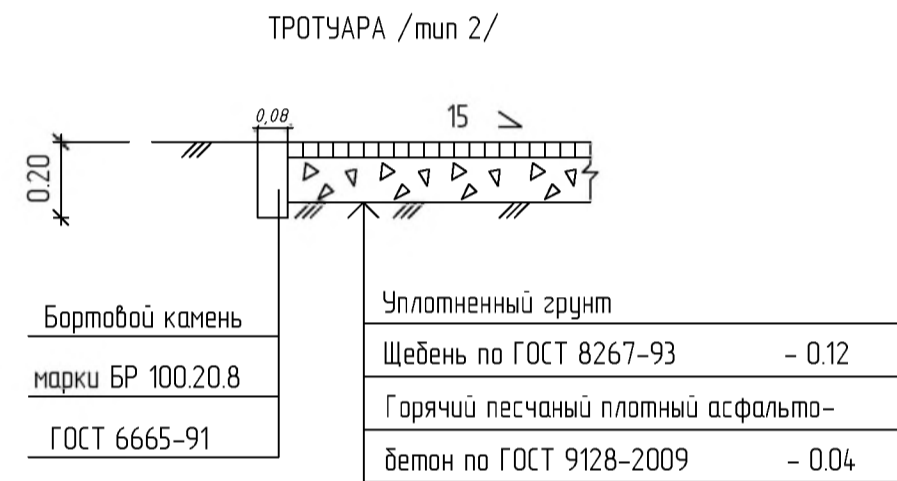 ТРОТУАРА /тип 2/
0,08
15
0.20
Бортовой камень
марки БР 100.20.8
ГОСТ 6665-91
Уплотненный грунт
Щебень по ГОСТ 8267-93 - 0.12
Горячий песчаный плотный асфальто-
бетон по ГОСТ 9128-2009 - 0.04